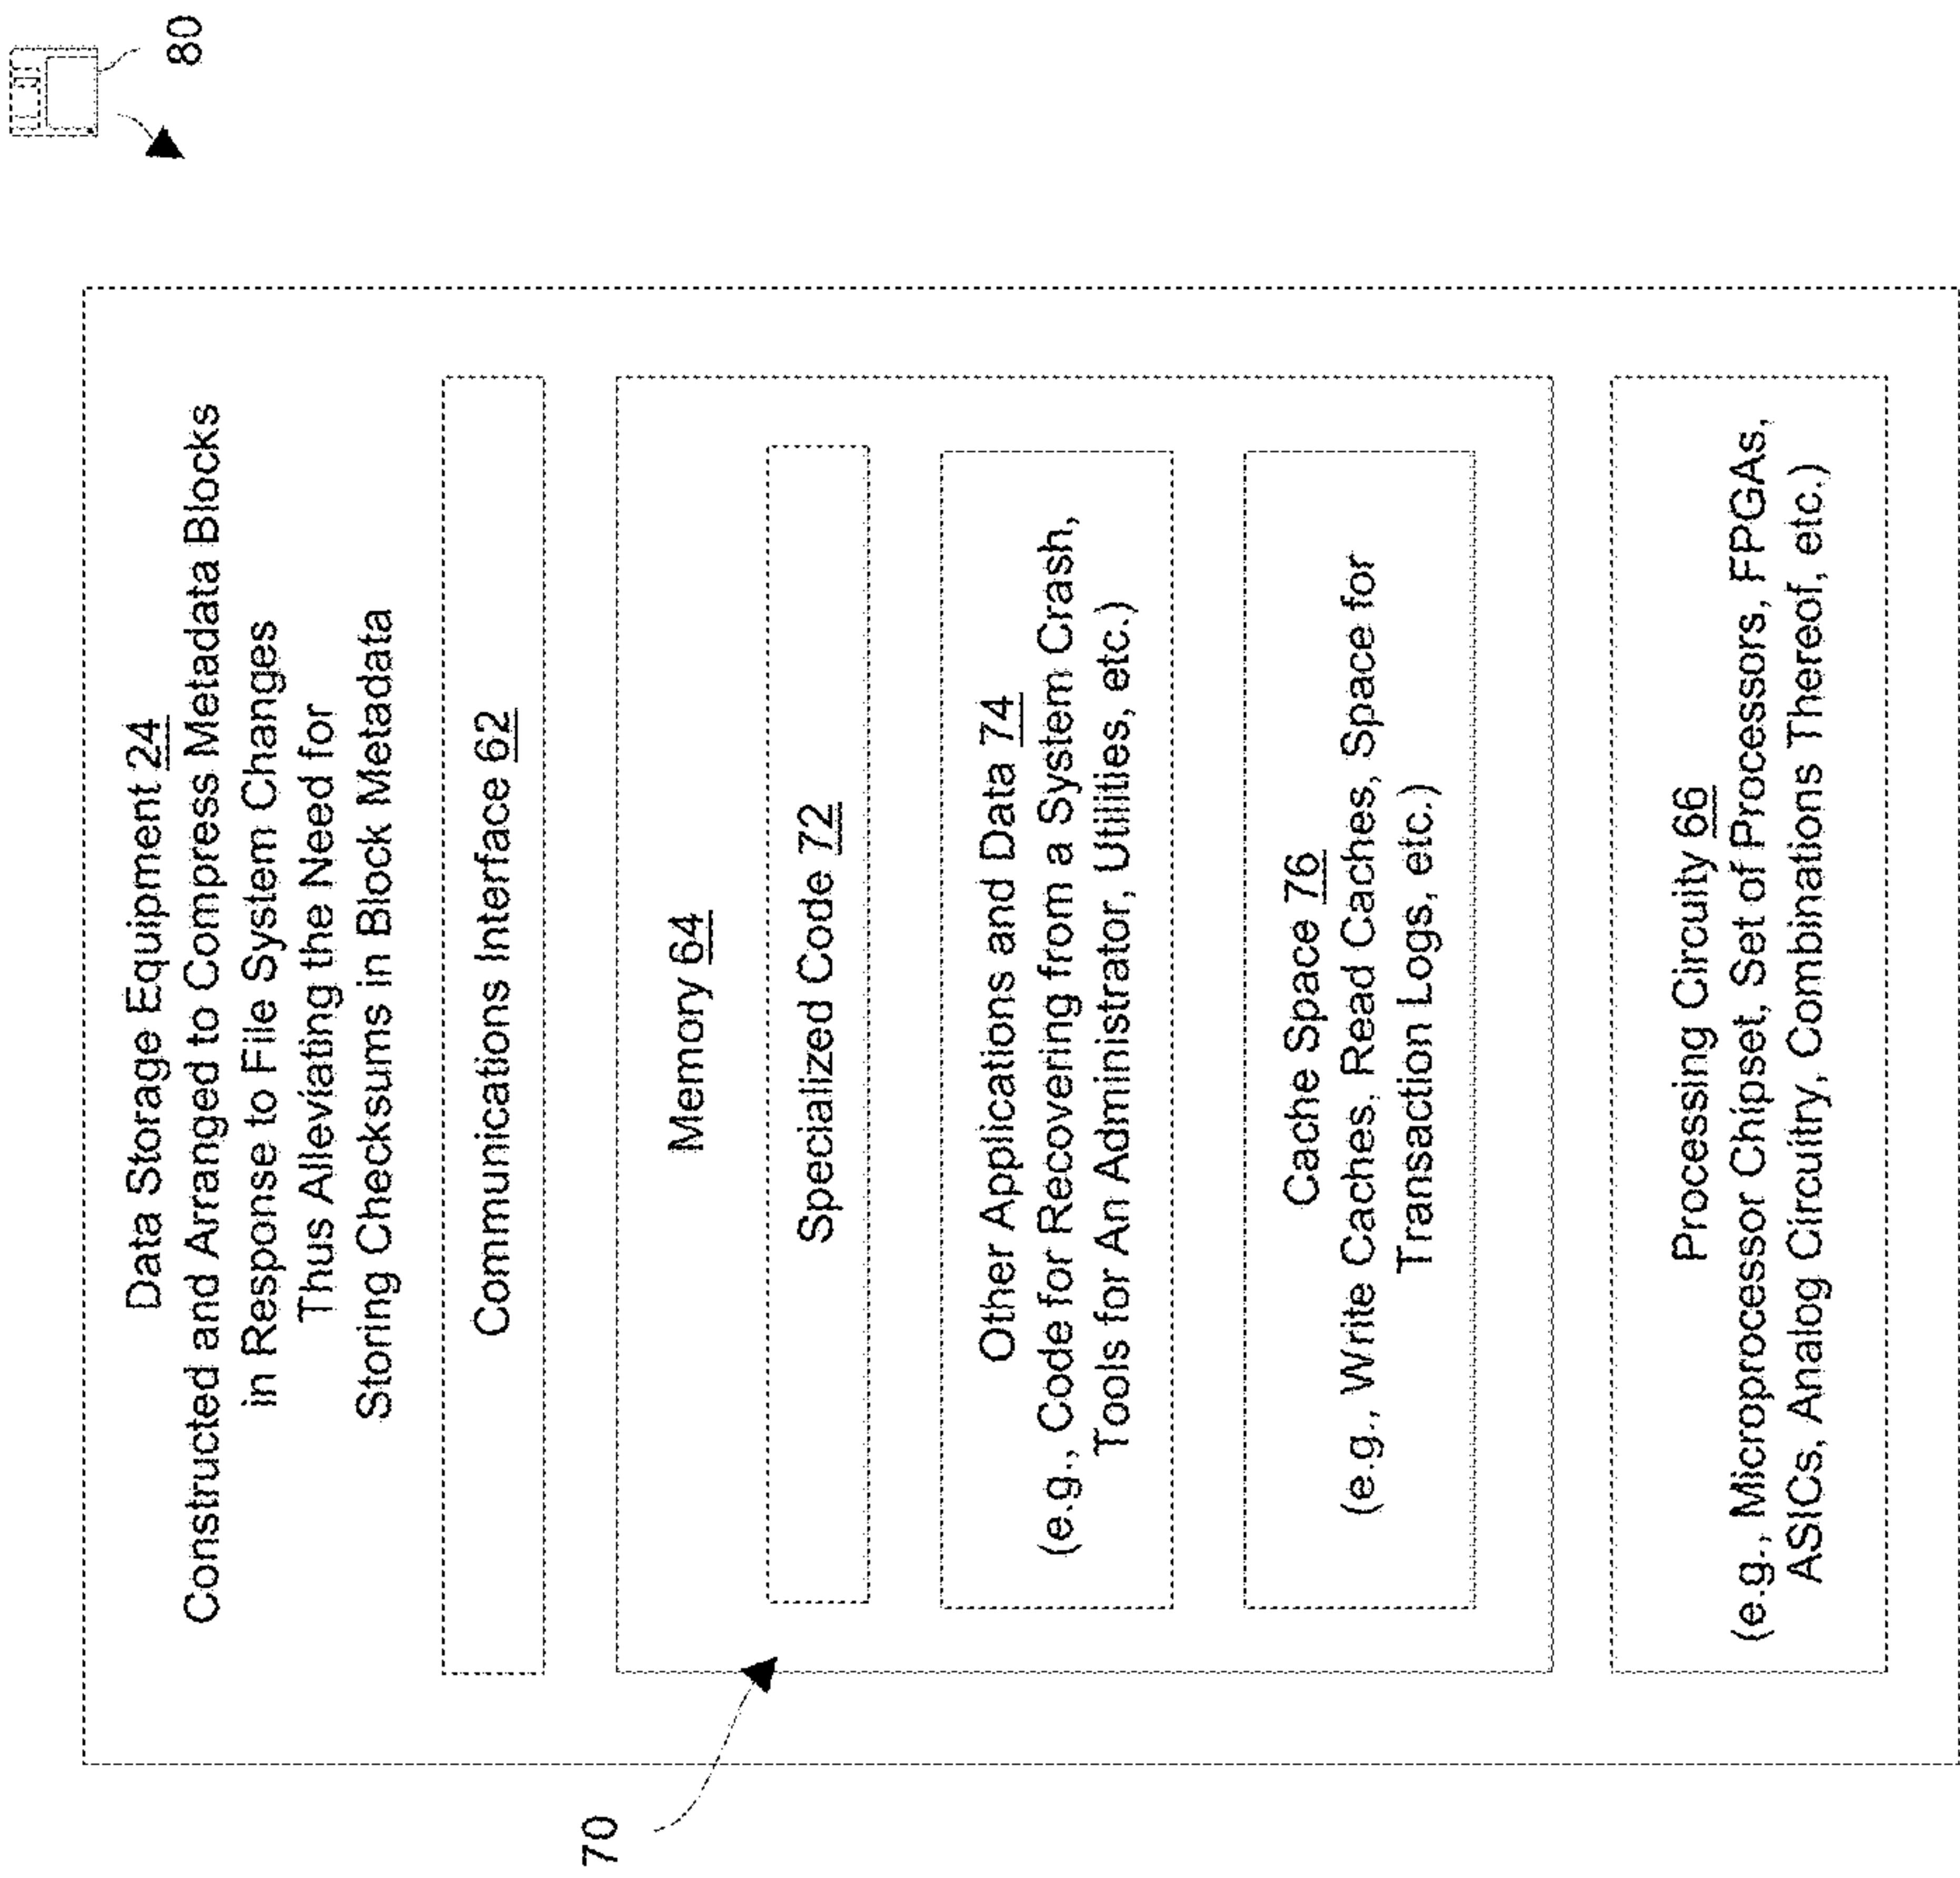 80
Data Storage Equipment 24
Constructed and Arranged to Compress Metadata Blocks
in Response to File System Changes
Thus Alleviating the Need for
Storing Checksums in Block Metadata
Communications Interface 62
70
Memory 64
Specialized Code 72
Other Applications and Data 74
(e.g., Code for Recovering from a System Crash,
Tools for An Administrator, Utilities, etc.)
Cache Space 76
(e.g., Write Caches, Read Caches, Space for
Transaction Logs, etc.)
Processing Circuity 66
(e.g., Microprocessor Chipset, Set of Processors, FPGAs,
ASICs, Analog Circuitry, Combinations Thereof, etc.)